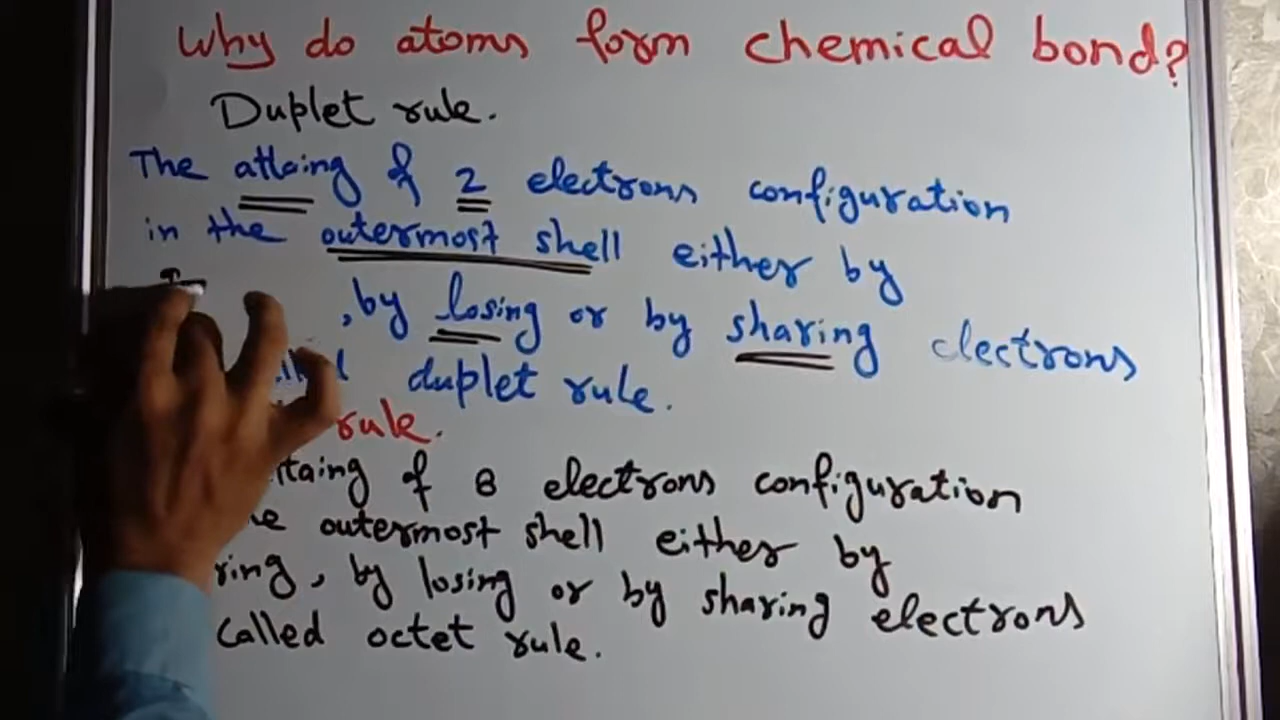 Why do atoms form chemical bond?
Duplet rule.
The attaing of 2 electrons configuration
in the outermost shell either by
, by losing or by sharing electrons
duplet rule.
rule.
of 8 electrons configuration
outermost shell either by
, by losing or by sharing electrons
called octet rule.